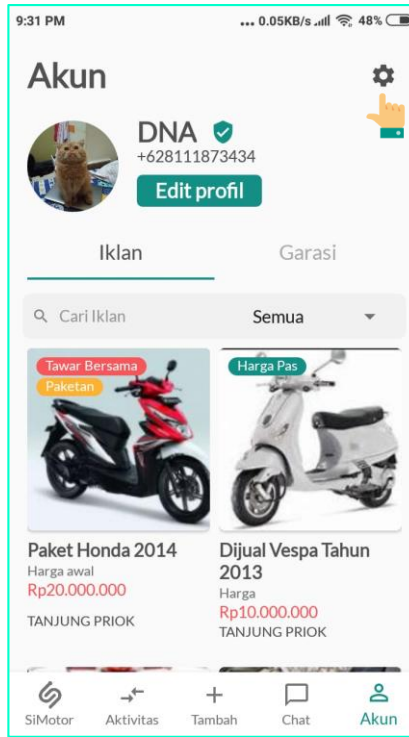 9:31 PM
... 0.05KB/s
48%
Akun
DNA
+628111873434
Edit profil
Iklan
Garasi
Cari Iklan
Semua
Tawar Bersama
Paketan
Harga Pas
Paket Honda 2014
Harga awal
Rp20.000.000
TANJUNG PRIOK
Dijual Vespa Tahun
2013
Harga
Rp10.000.000
TANJUNG PRIOK
SiMotor
Aktivitas
Tambah
Chat
Akun